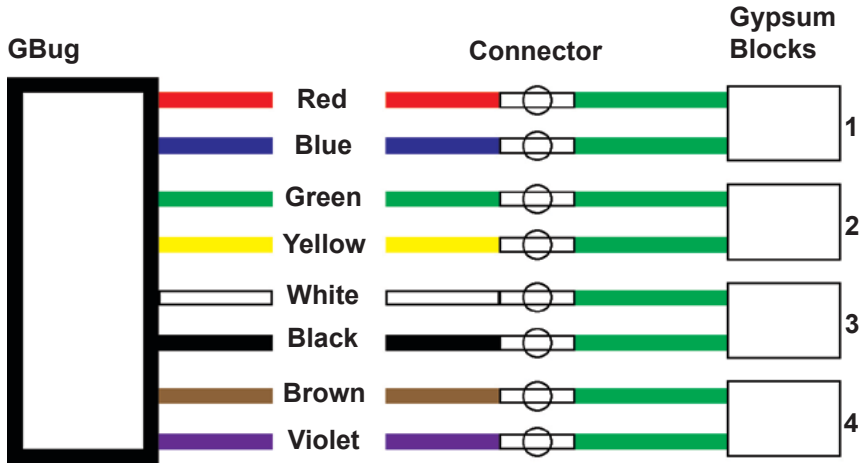 GBug
Connector
Gypsum
Blocks
Red
Blue
1
Green
Yellow
2
White
Black
3
Brown
Violet
4